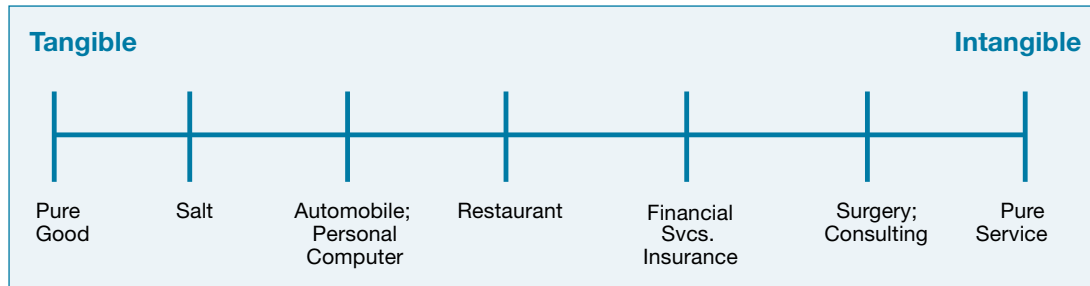 Tangible
Intangible
Pure
Good
Salt
Automobile;
Personal
Computer
Restaurant
Financial
Svcs.
Insurance
Surgery;
Consulting
Pure
Service